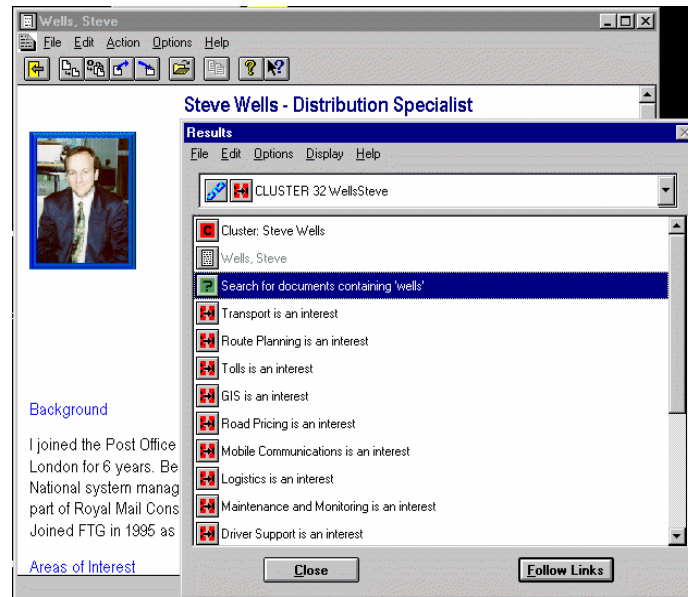 Wells, Steve
File Edit Action Options Help
Steve Wells - Distribution Specialist
Results
File Edit Options Display Help
CLUSTER 32 WellsSteve
C Cluster: Steve Wells
Wells, Steve
? Search for documents containing 'wells'
Transport is an interest
Route Planning is an interest
Tolls is an interest
GIS is an interest
Road Pricing is an interest
Mobile Communications is an interest
Logistics is an interest
Maintenance and Monitoring is an interest
Driver Support is an interest
Close Follow Links
Background
I joined the Post Office
London for 6 years. Be
National system manag
part of Royal Mail Cons
Joined FTG in 1995 as
Areas of Interest